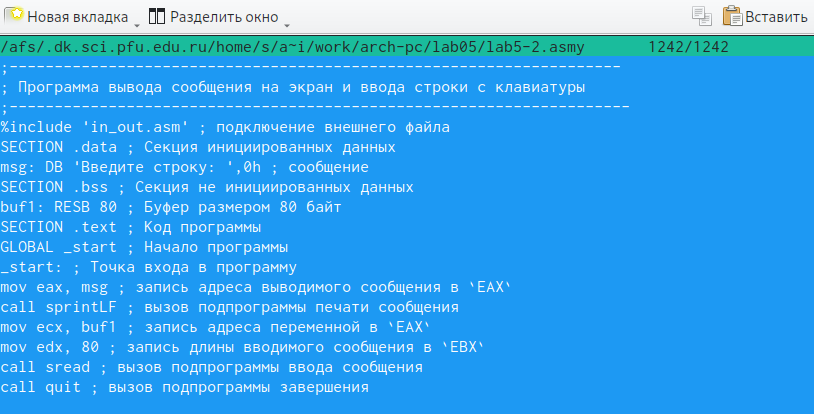 Новая вкладка Разделить окно Вставить
/afs/.dk.sci.pfu.edu.ru/home/s/a~i/work/arch-pc/lab05/lab5-2.asmy 1242/1242
;--------------------------------------------------------------------
; Программа вывода сообщения на экран и ввода строки с клавиатуры
;---------------------------------------------------------------------
%include 'in_out.asm' ; подключение внешнего файла
SECTION .data ; Секция инициированных данных
msg: DB 'Введите строку: ',0h ; сообщение
SECTION .bss ; Секция не инициированных данных
buf1: RESB 80 ; Буфер размером 80 байт
SECTION .text ; Код программы
GLOBAL _start ; Начало программы
_start: ; Точка входа в программу
mov eax, msg ; запись адреса выводимого сообщения в `EAX`
call sprintLF ; вызов подпрограммы печати сообщения
mov ecx, buf1 ; запись адреса переменной в `EAX`
mov edx, 80 ; запись длины вводимого сообщения в `EBX`
call sread ; вызов подпрограммы ввода сообщения
call quit ; вызов подпрограммы завершения